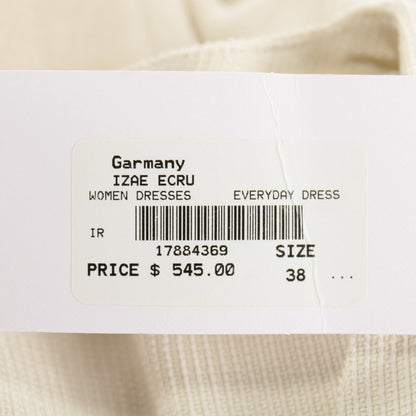 Garmany
IZAE ECRU
WOMEN DRESSES EVERYDAY DRESS
IR
17884369 SIZE
PRICE $ 545.00 38 ...